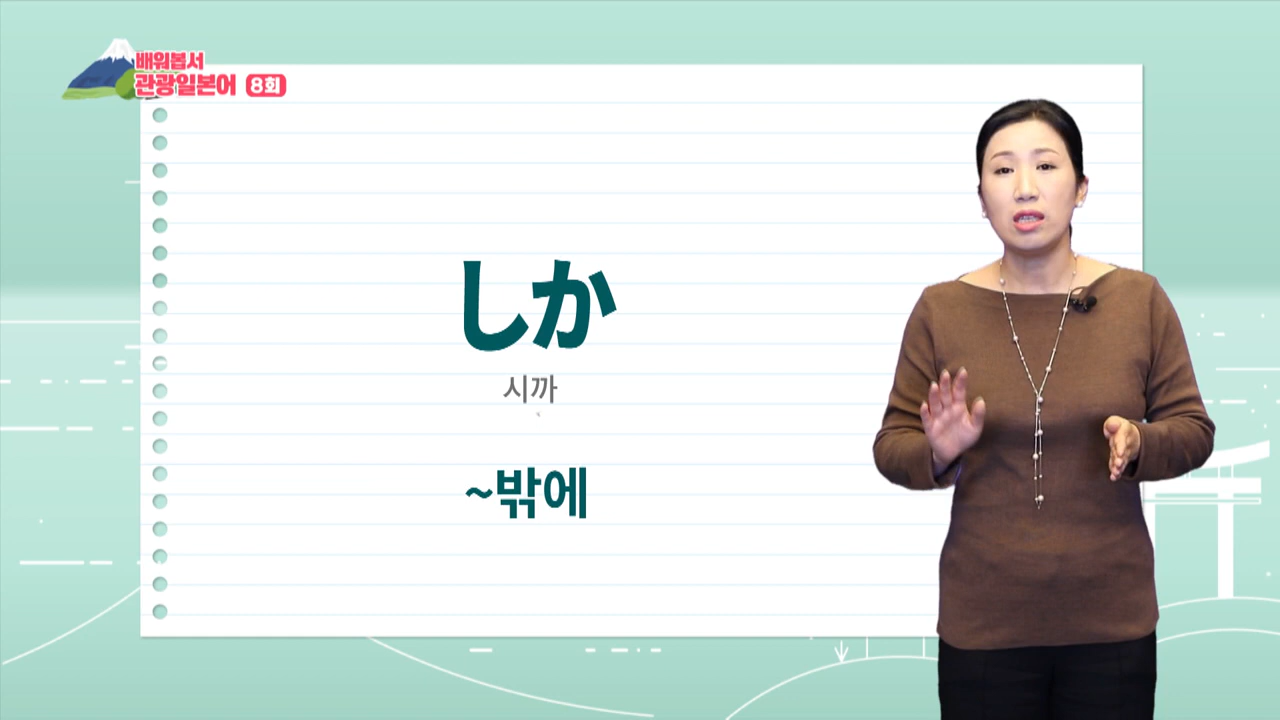 배워봅서
관광일본어 8회
しか
시까
~밖에